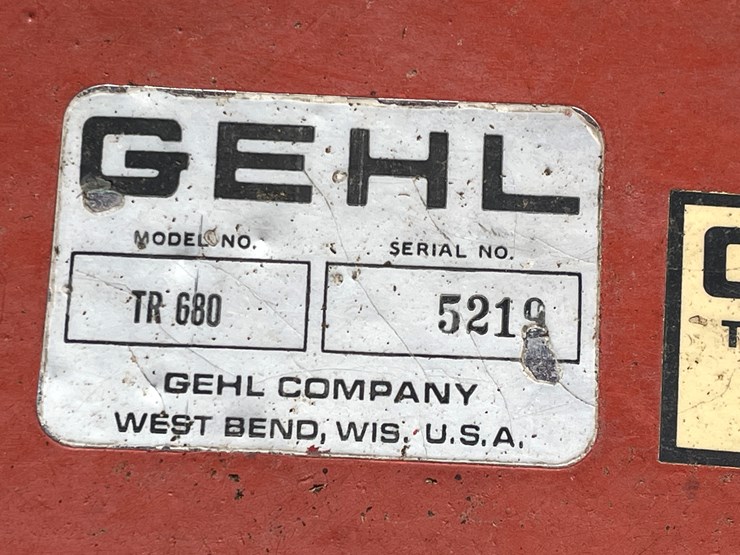 GEHL
MODEL NO. SERIAL NO.
TR 680 5219
GEHL COMPANY
WEST BEND, WIS. U.S.A.